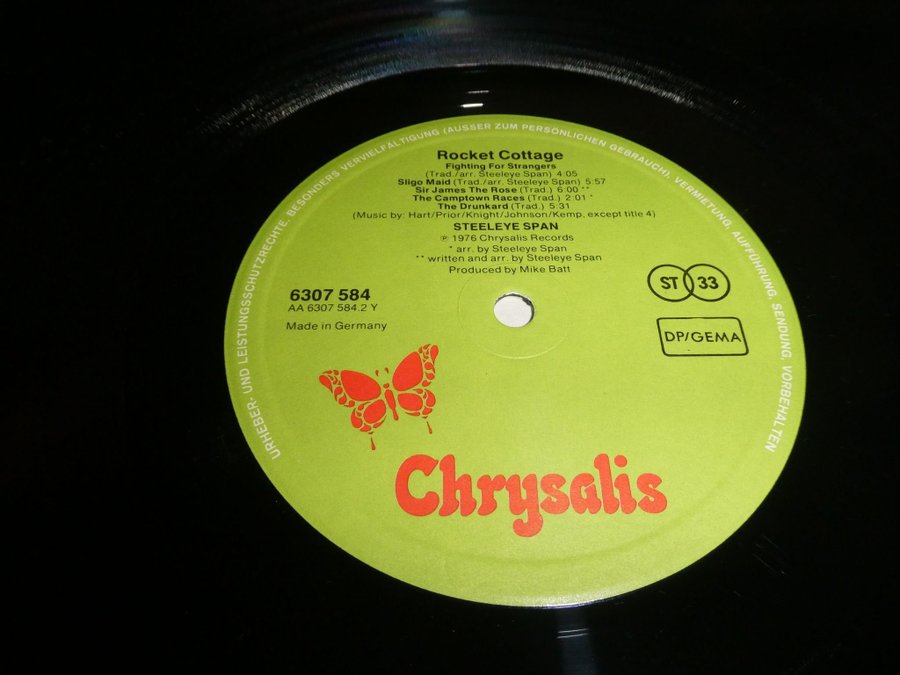 URHEBER- UND LEISTUNGSSCHUTZRECHTE BESONDERS VERVIELFÄLTIGUNG (AUSSER ZUM PERSÖNLICHEN GEBRAUCH), VERMIETUNG, AUFFÜHRUNG, SENDUNG, VORBEHALTEN
Rocket Cottage
Fighting For Strangers
(Trad./arr. Steeleye Span) 4:05
Sligo Maid (Trad./arr. Steeleye Span) 5:57
Sir James The Rose (Trad.) 6:00 **
The Camptown Races (Trad.) 2:01 *
The Drunkard (Trad.) 5:31
(Music by: Hart/Prior/Knight/Johnson/Kemp, except title 4)
STEELEYE SPAN
℗ 1976 Chrysalis Records
* arr. by Steeleye Span
** written and arr. by Steeleye Span
Produced by Mike Batt
6307 584
AA 6307 584.2 Y
Made in Germany
ST 33
DP/GEMA
Chrysalis